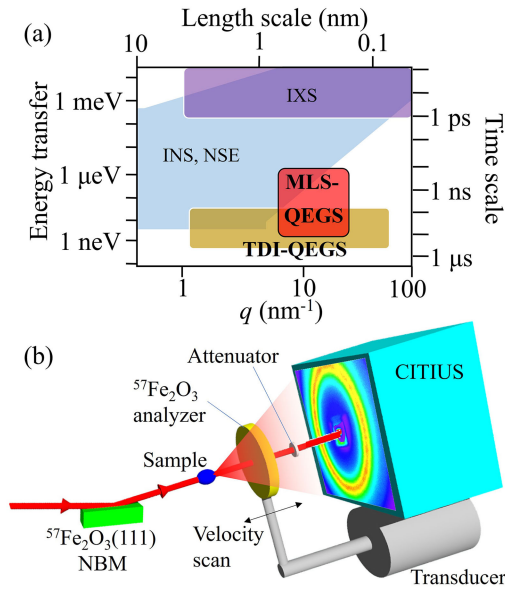 (a)
Length scale (nm)
10
1
0.1
Energy transfer
1 meV
1 μeV
1 neV
IXS
INS, NSE
MLS-
QEGS
TDI-QEGS
1 ps
1 ns
1 μs
Time scale
1
10
100
q (nm⁻¹)
(b)
Attenuator
CITIUS
⁵⁷Fe₂O₃
analyzer
Sample
Velocity
scan
⁵⁷Fe₂O₃(111)
NBM
Transducer